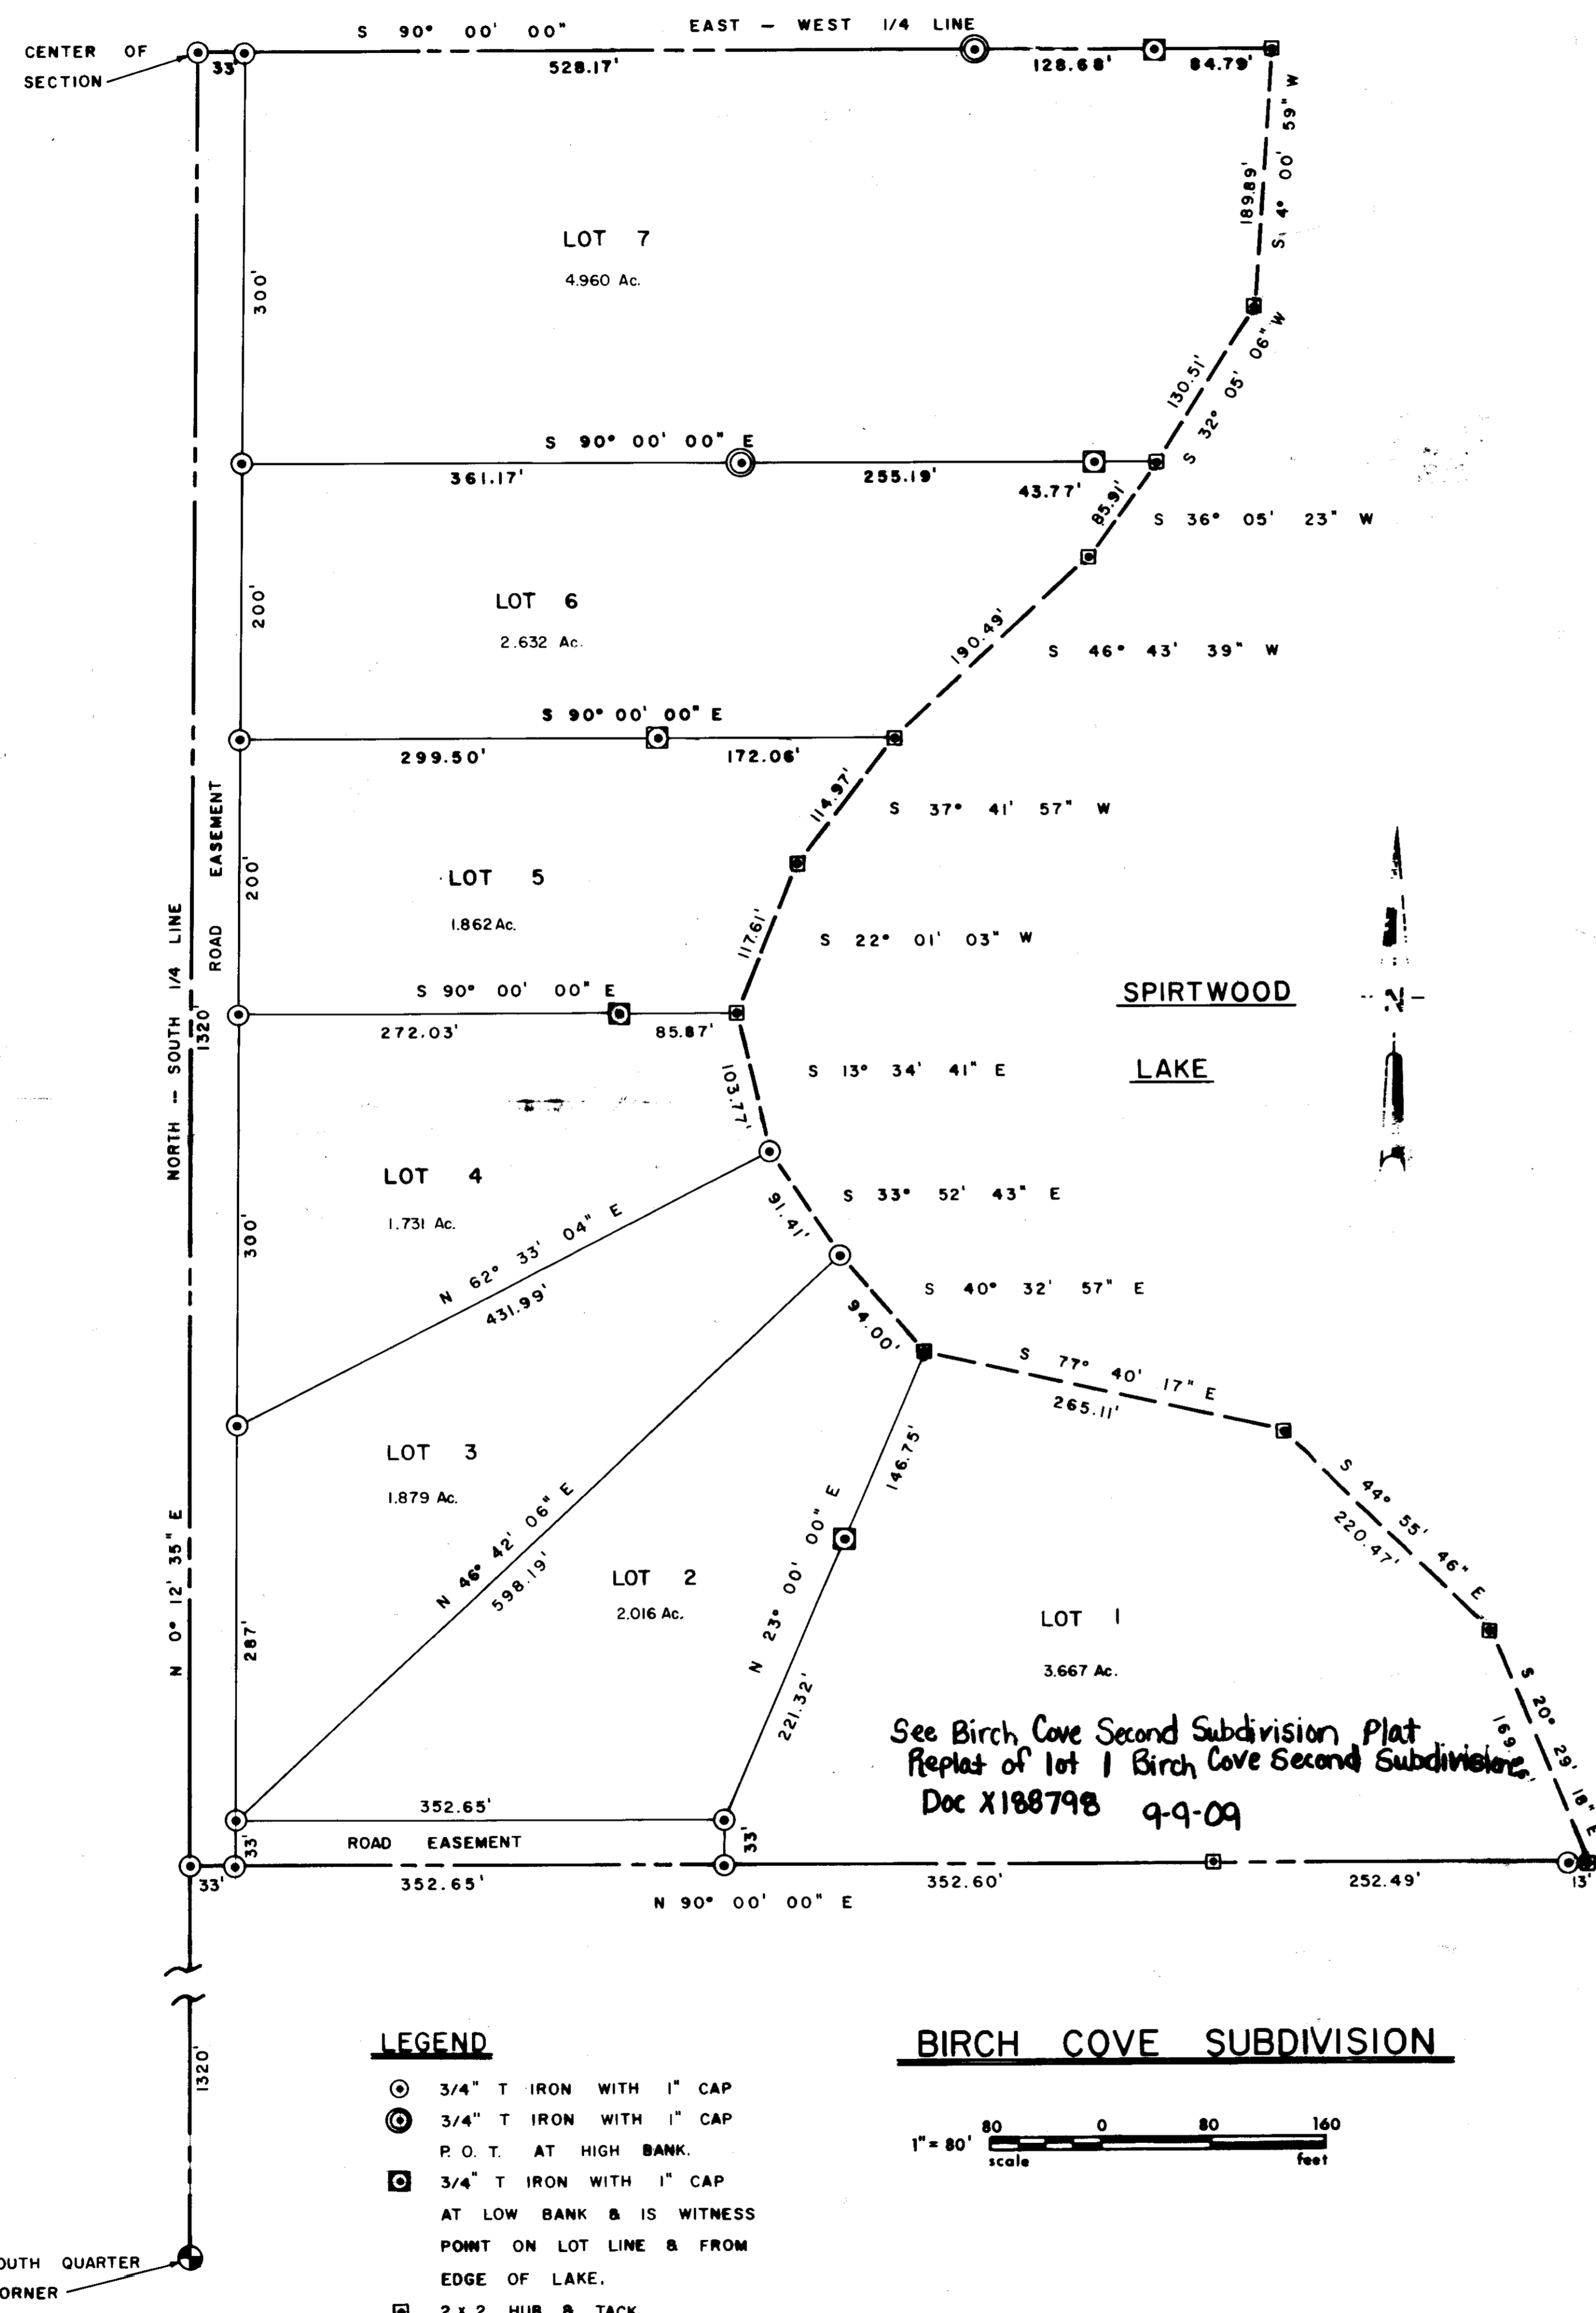 S 90° 00' 00"
EAST – WEST 1/4 LINE
CENTER OF
SECTION
33'
528.17'
128.68'
84.79'
S 4° 00' 59" W
189.89'
LOT 7
4.960 Ac.
300'
130.51'
S 32° 05' 06" W
S 90° 00' 00" E
361.17'
255.19'
43.77'
85.91'
S 36° 05' 23" W
LOT 6
2.632 Ac.
200'
190.49'
S 46° 43' 39" W
S 90° 00' 00" E
299.50'
172.06'
114.97'
S 37° 41' 57" W
ROAD EASEMENT
LOT 5
1.862 Ac.
200'
117.61'
S 22° 01' 03" W
NORTH -- SOUTH 1/4 LINE
1320'
S 90° 00' 00" E
272.03'
85.87'
SPIRTWOOD
LAKE
103.77'
S 13° 34' 41" E
LOT 4
1.731 Ac.
300'
N 62° 33' 04" E
431.99'
91.41'
S 33° 52' 43" E
94.00'
S 40° 32' 57" E
S 77° 40' 17" E
265.11'
LOT 3
1.879 Ac.
287'
N 46° 42' 06" E
598.19'
146.75'
N 23° 00' 00" E
221.32'
S 44° 55' 46" E
220.47'
N 0° 12' 35" E
LOT 2
2.016 Ac.
LOT 1
3.667 Ac.
S 20° 29' 18" E
169.
See Birch Cove Second Subdivision Plat
Replat of lot 1 Birch Cove Second Subdivision
Doc X188798 9-9-09
352.65'
33'
ROAD EASEMENT
33'
33'
352.65'
352.60'
252.49'
13'
N 90° 00' 00" E
1320'
OUTH QUARTER
ORNER
LEGEND
3/4" T IRON WITH 1" CAP
3/4" T IRON WITH 1" CAP
P. O. T. AT HIGH BANK.
3/4" T IRON WITH 1" CAP
AT LOW BANK & IS WITNESS
POINT ON LOT LINE & FROM
EDGE OF LAKE.
2 x 2 HUB & TACK
BIRCH COVE SUBDIVISION
1" = 80'
80 0 80 160
scale feet